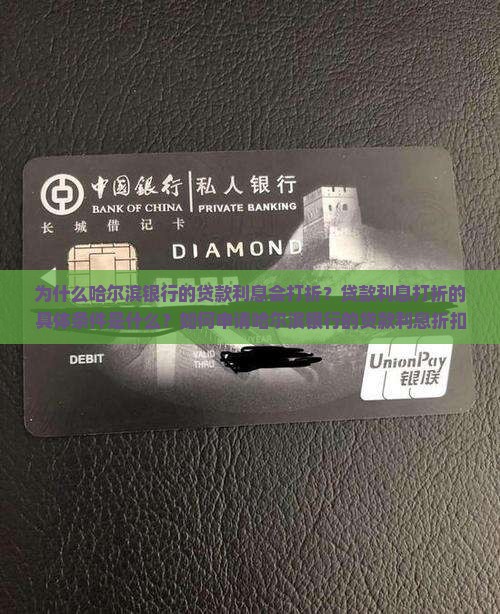 中國銀行 私人银行
BANK OF CHINA PRIVATE BANKING
长城借记卡
DIAMOND
为什么哈尔滨银行的贷款利息会打折？贷款利息打折的
具体条件是什么？如何申请哈尔滨银行的贷款利息折扣
DEBIT
VALID
THRU
UnionPay
银联